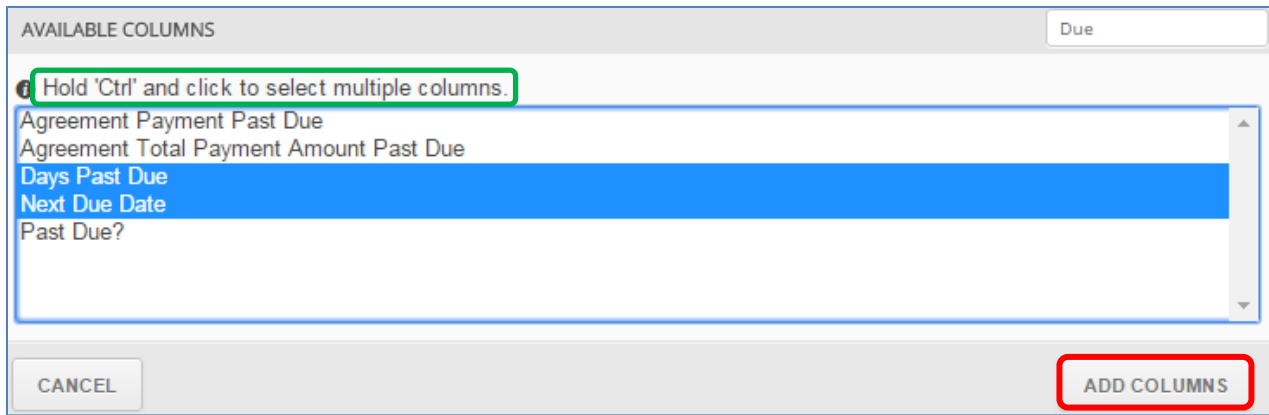 AVAILABLE COLUMNS
Due
Hold 'Ctrl' and click to select multiple columns.
Agreement Payment Past Due
Agreement Total Payment Amount Past Due
Days Past Due
Next Due Date
Past Due?
CANCEL
ADD COLUMNS